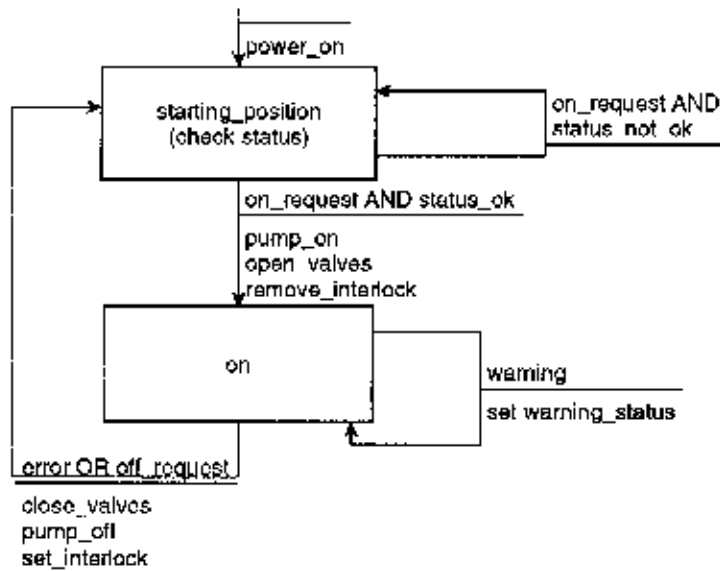 power_on
starting_position
(check status)
on_request AND
status_not_ok
on_request AND status_ok
pump_on
open_valves
remove_interlock
on
warning
set warning_status
error OR off_request
close_valves
pump_off
set_interlock